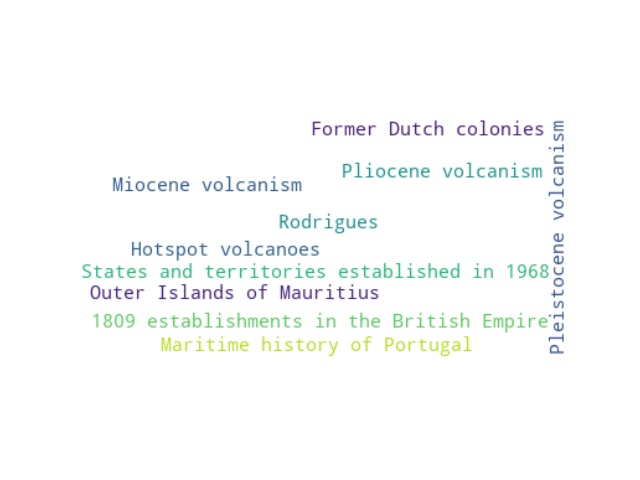 Former Dutch colonies
Pliocene volcanism
Miocene volcanism
Rodrigues
Hotspot volcanoes
States and territories established in 1968
Outer Islands of Mauritius
1809 establishments in the British Empire
Maritime history of Portugal
Pleistocene volcanism